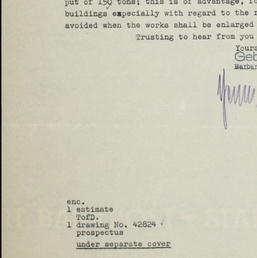 put of 150 tons; this is of advantage,
buildings especially with regard to the
avoided when the works shall be enlarged
Trusting to hear from you
Yours
Geb
Barbar
enc.
1 estimate
TofD.
1 drawing No. 42824
prospectus
under separate cover